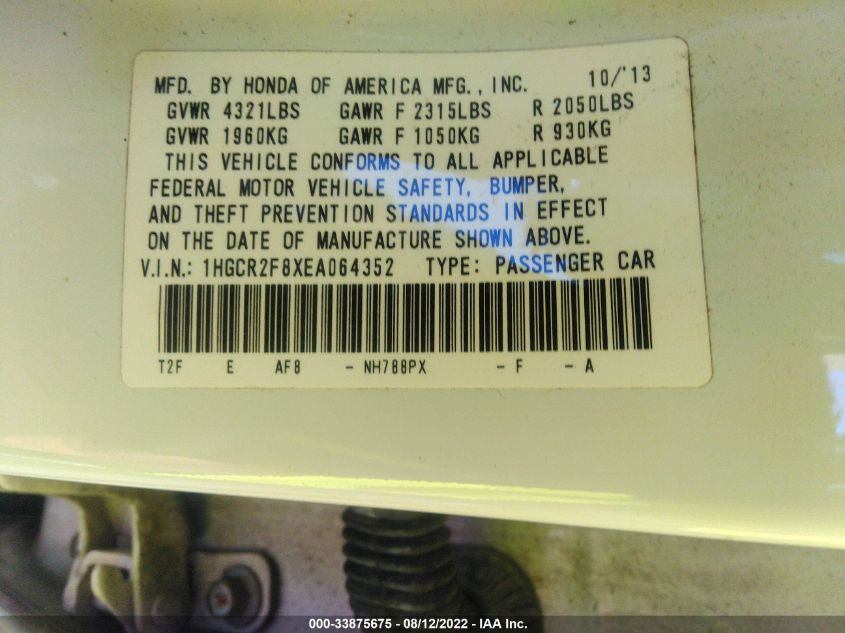 MFD. BY HONDA OF AMERICA MFG., INC. 10/'13
GVWR 4321LBS GAWR F 2315LBS R 2050LBS
GVWR 1960KG GAWR F 1050KG R 930KG
THIS VEHICLE CONFORMS TO ALL APPLICABLE
FEDERAL MOTOR VEHICLE SAFETY, BUMPER,
AND THEFT PREVENTION STANDARDS IN EFFECT
ON THE DATE OF MANUFACTURE SHOWN ABOVE.
V.I.N.: 1HGCR2F8XEA064352 TYPE: PASSENGER CAR
T2F E AF8 - NH788PX - F - A
000-33875675 - 08/12/2022 - IAA Inc.